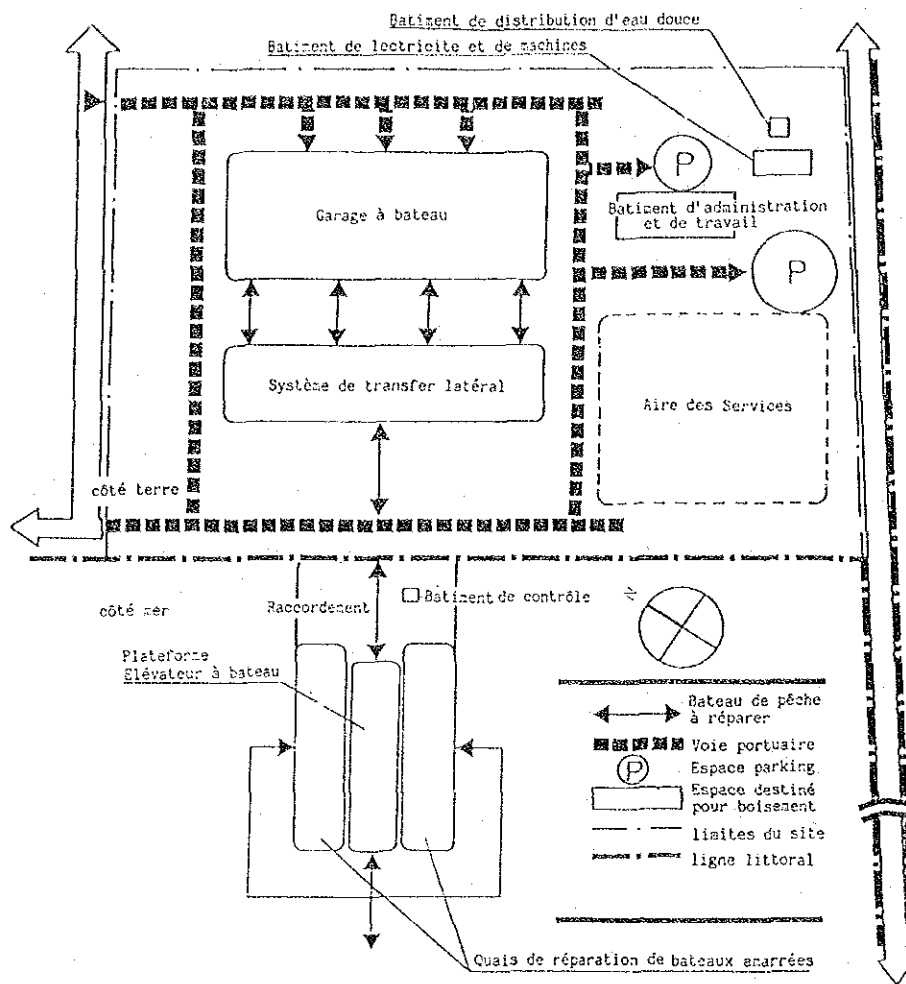 Batiment de distribution d'eau douce
Batiment de lectricite et de machines
P
Garage à bateau
Batiment d'administration
et de travail
P
Système de transfer latéral
Aire des Services
côté terre
côté mer
Raccordement
Batiment de contrôle
N
Plateforme
Elévateur à bateau
Bateau de pêche
à réparer
Voie portuaire
P
Espace parking
Espace destiné
pour boisement
limites du site
ligne littoral
Quais de réparation de bateaux amarrées